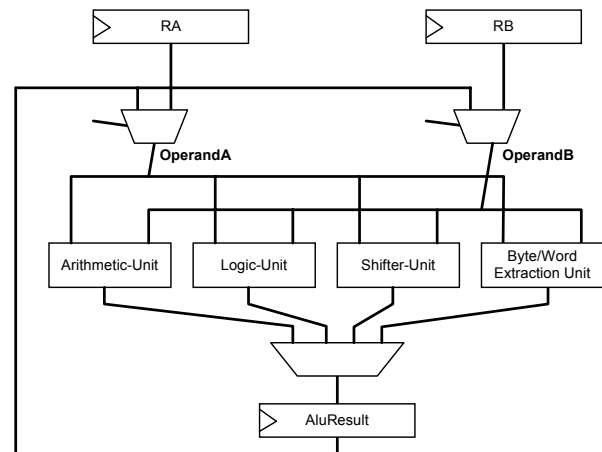 RA
RB
OperandA
OperandB
Arithmetic-Unit
Logic-Unit
Shifter-Unit
Byte/Word
Extraction Unit
AluResult